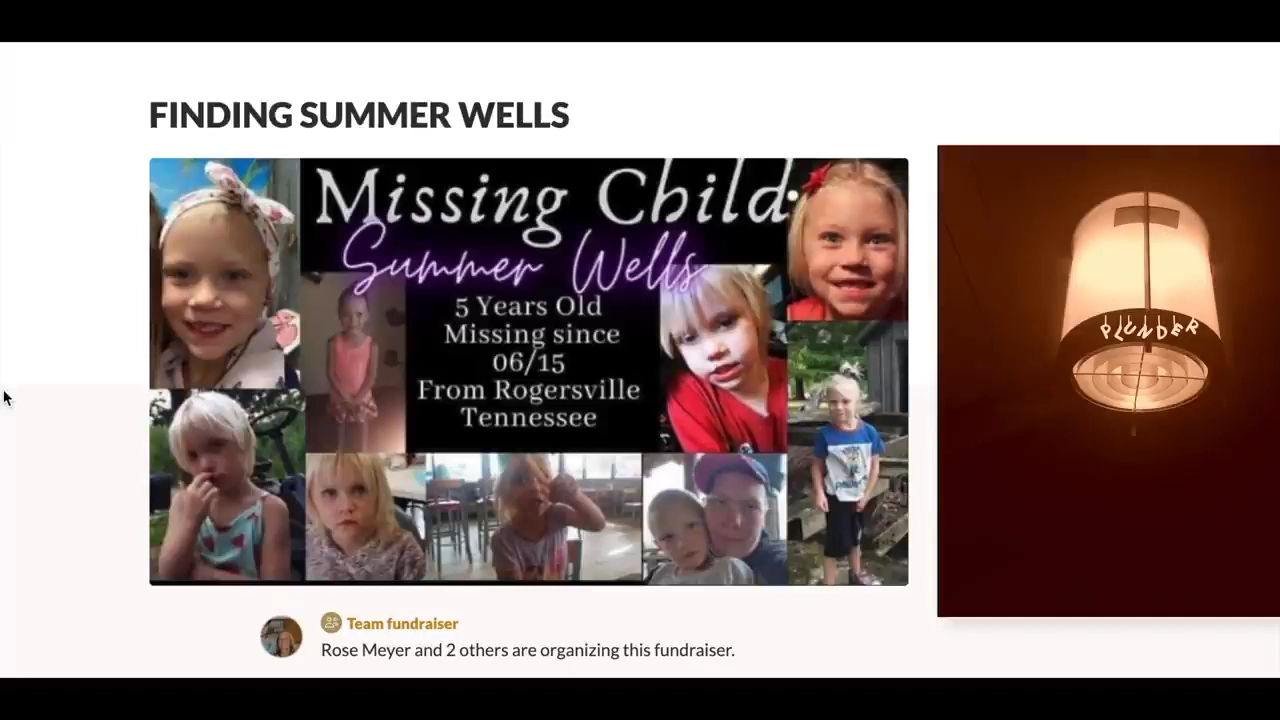 FINDING SUMMER WELLS
Missing Child
Summer Wells
5 Years Old
Missing since
06/15
From Rogersville
Tennessee
PLUNDER
Team fundraiser
Rose Meyer and 2 others are organizing this fundraiser.